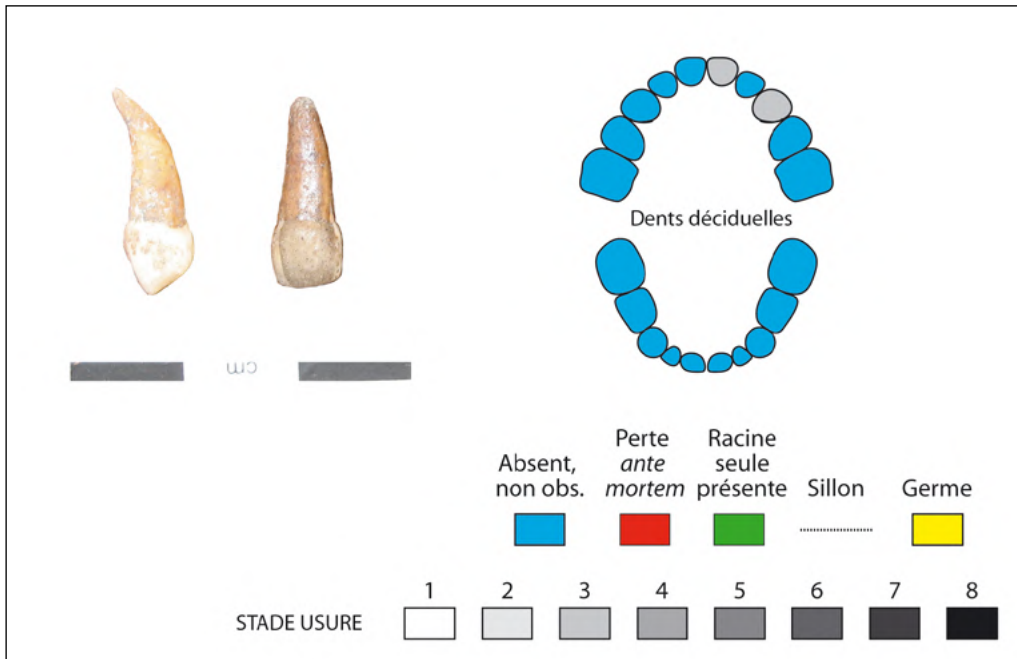 Dents déciduelles
cm
Absent,
non obs.
Perte
ante
mortem
Racine
seule
présente
Sillon
Germe
1 2 3 4 5 6 7 8
STADE USURE